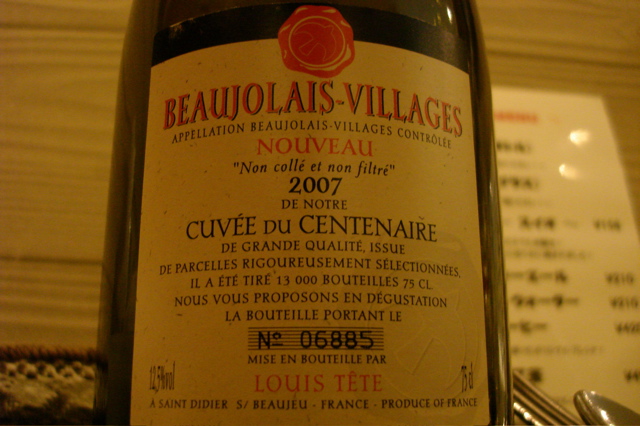 BEAUJOLAIS-VILLAGES
APPELLATION BEAUJOLAIS-VILLAGES CONTRÔLÉE
NOUVEAU
"Non collé et non filtré"
2007
DE NOTRE
CUVÉE DU CENTENAIRE
DE GRANDE QUALITÉ, ISSUE
DE PARCELLES RIGOUREUSEMENT SÉLECTIONNÉES,
IL A ÉTÉ TIRÉ 13 000 BOUTEILLES 75 CL.
NOUS VOUS PROPOSONS EN DÉGUSTATION
LA BOUTEILLE PORTANT LE
Nº 06885
MISE EN BOUTEILLE PAR
12,5%vol
LOUIS TÊTE
75 cl
À SAINT DIDIER S/ BEAUJEU - FRANCE - PRODUCE OF FRANCE